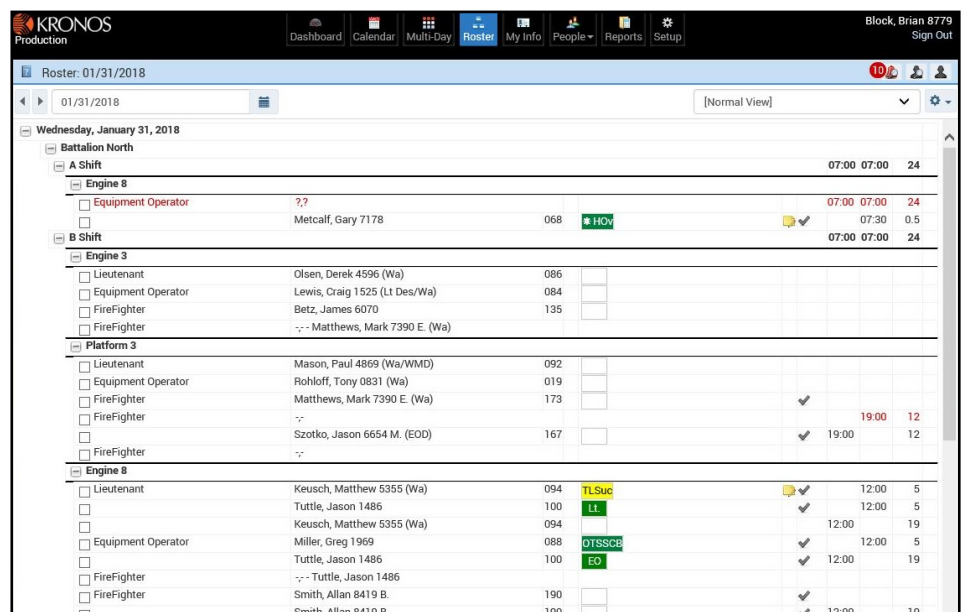 KRONOS
Production
Dashboard Calendar Multi-Day Roster My Info People Reports Setup
Block, Brian 8779
Sign Out
Roster: 01/31/2018
10
01/31/2018
[Normal View]
Wednesday, January 31, 2018
Battalion North
A Shift 07:00 07:00 24
Engine 8
Equipment Operator ?,? 07:00 07:00 24
Metcalf, Gary 7178 068 ✱ HOv 07:30 0.5
B Shift 07:00 07:00 24
Engine 3
Lieutenant Olsen, Derek 4596 (Wa) 086
Equipment Operator Lewis, Craig 1525 (Lt Des/Wa) 084
FireFighter Betz, James 6070 135
FireFighter -,- - Matthews, Mark 7390 E. (Wa)
Platform 3
Lieutenant Mason, Paul 4869 (Wa/WMD) 092
Equipment Operator Rohloff, Tony 0831 (Wa) 019
FireFighter Matthews, Mark 7390 E. (Wa) 173
FireFighter -,- 19:00 12
Szotko, Jason 6654 M. (EOD) 167 19:00 12
FireFighter -,-
Engine 8
Lieutenant Keusch, Matthew 5355 (Wa) 094 TLSuc 12:00 5
Tuttle, Jason 1486 100 Lt. 12:00 5
Keusch, Matthew 5355 (Wa) 094 12:00 19
Equipment Operator Miller, Greg 1969 088 OTSSCB 12:00 5
Tuttle, Jason 1486 100 EO 12:00 19
FireFighter -,- - Tuttle, Jason 1486
FireFighter Smith, Allan 8419 B. 190
Smith, Allan 8419 B. 190 12:00 19